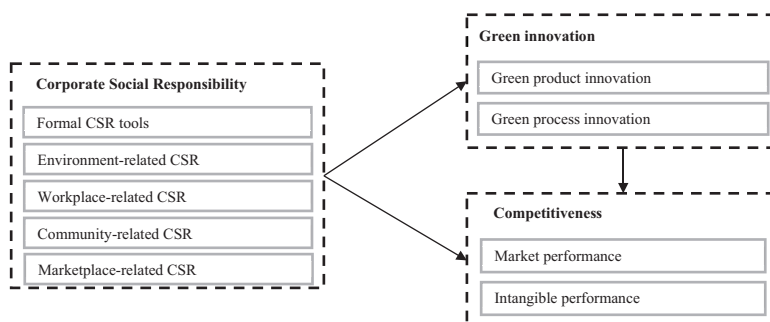 Corporate Social Responsibility
Formal CSR tools
Environment-related CSR
Workplace-related CSR
Community-related CSR
Marketplace-related CSR
Green innovation
Green product innovation
Green process innovation
Competitiveness
Market performance
Intangible performance